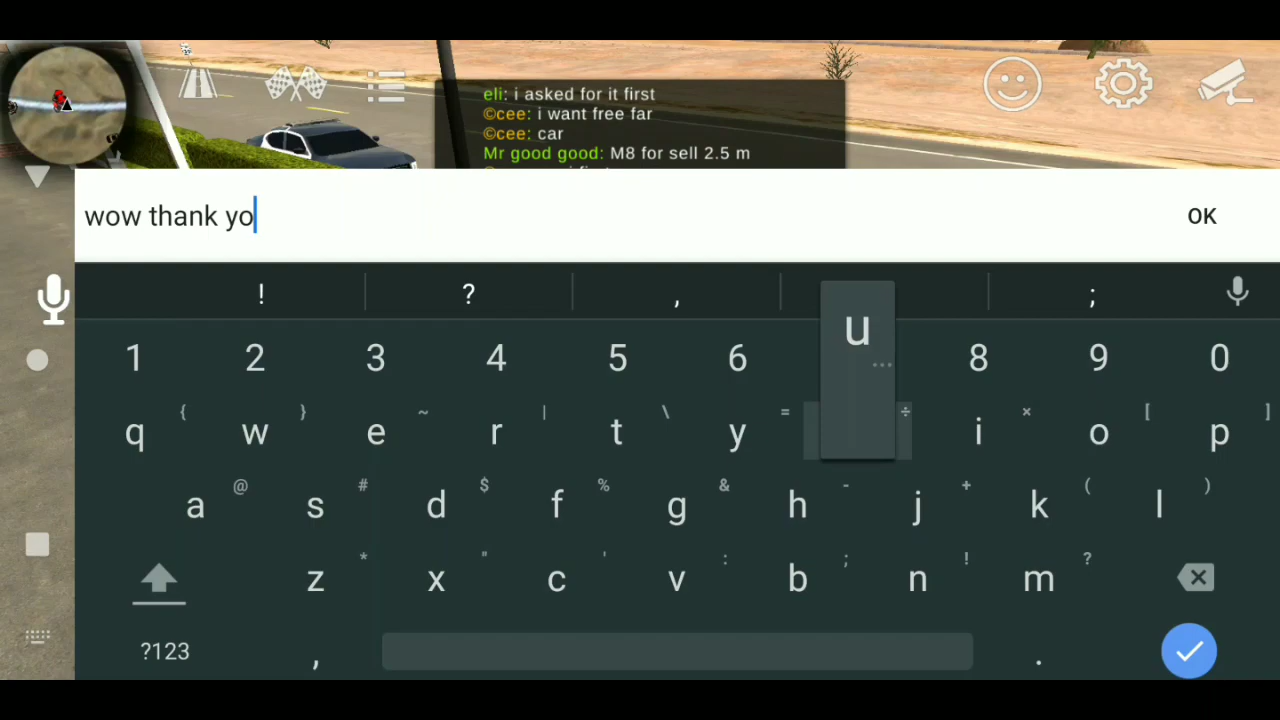 eli: i asked for it first
©cee: i want free far
©cee: car
Mr good good: M8 for sell 2.5 m
wow thank yo
OK
! ? , ;
u
1 2 3 4 5 6 8 9 0
{ } ~ | \ = ÷ × [ ]
q w e r t y i o p
@ # $ % & - + ( )
a s d f g h j k l
* " ' : ; ! ?
z x c v b n m
?123 , .